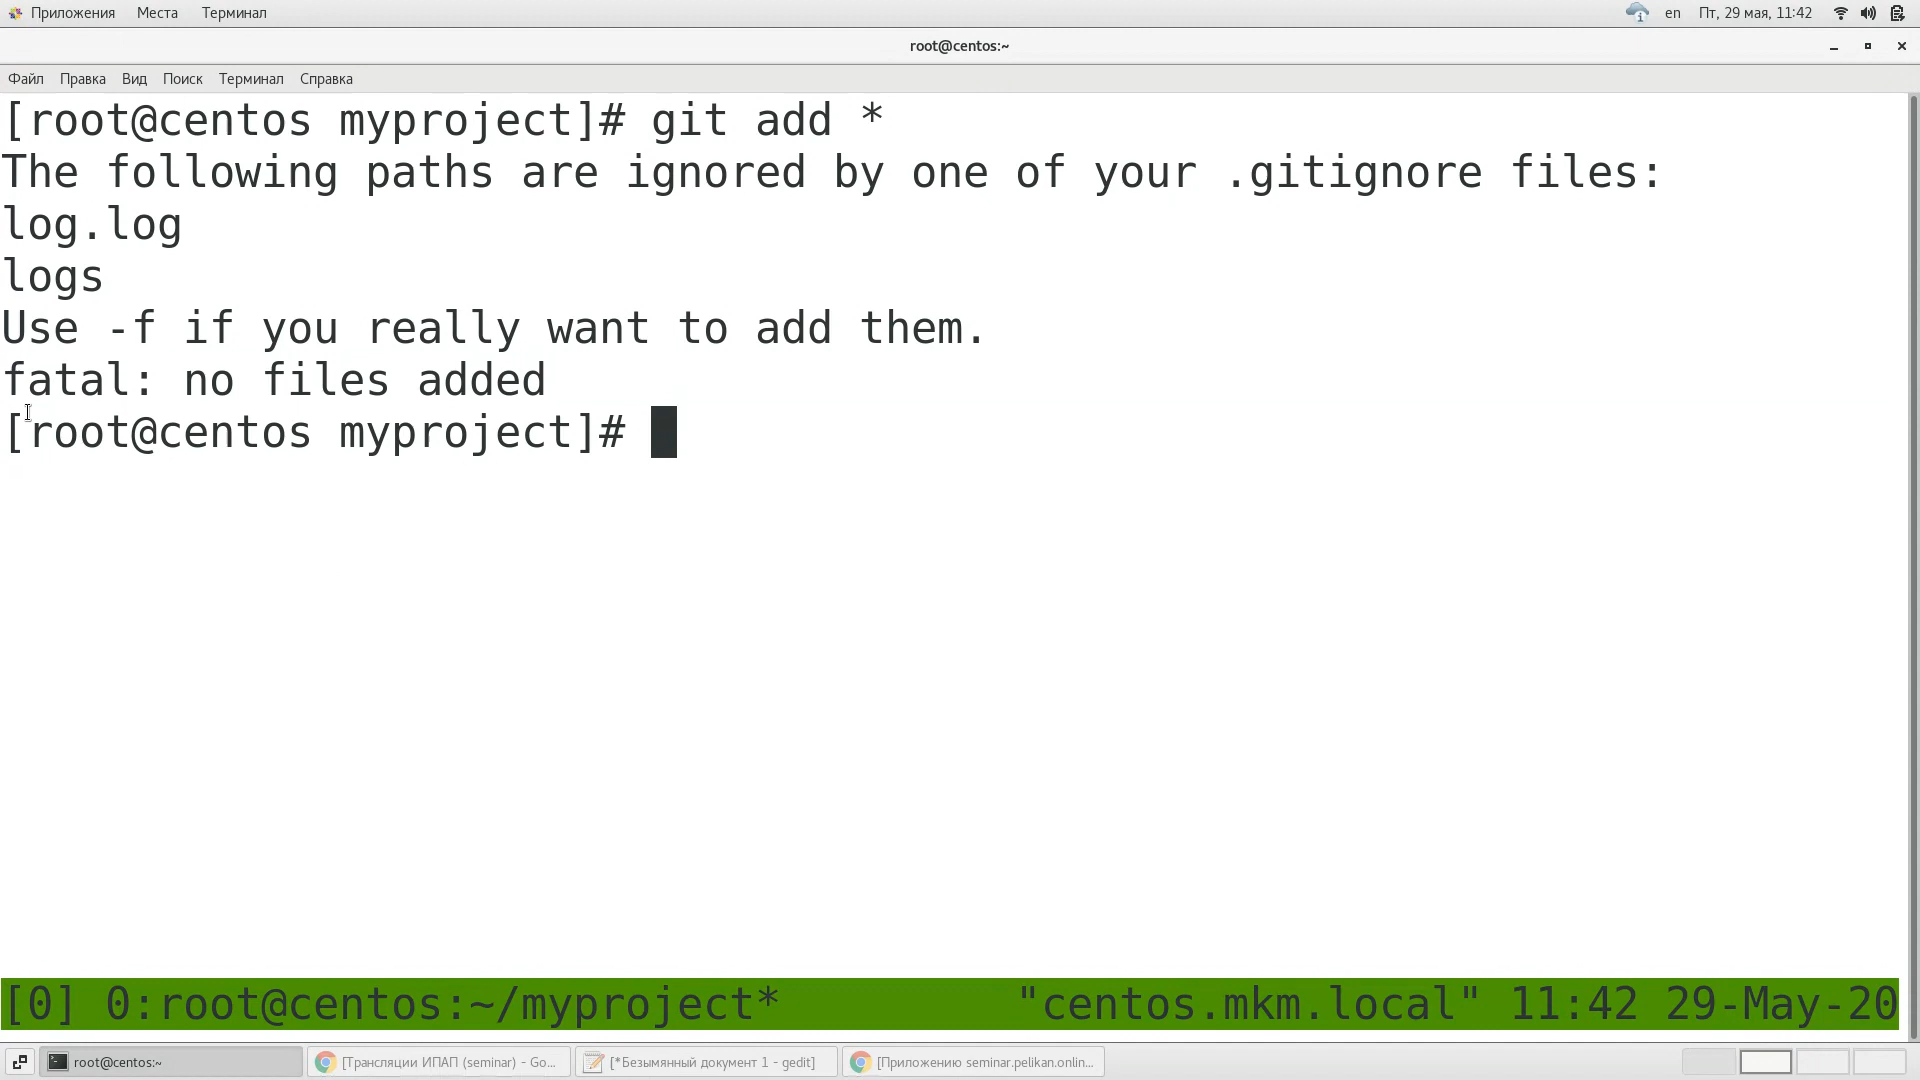 Приложения Места Терминал en Пт, 29 мая, 11:42
root@centos:~
Файл Правка Вид Поиск Терминал Справка
[root@centos myproject]# git add *
The following paths are ignored by one of your .gitignore files:
log.log
logs
Use -f if you really want to add them.
fatal: no files added
[root@centos myproject]#
[0] 0:root@centos:~/myproject* "centos.mkm.local" 11:42 29-May-20
root@centos:~ [Трансляции ИПАП (seminar) - Go... [*Безымянный документ 1 - gedit] [Приложению seminar.pelikan.onlin...